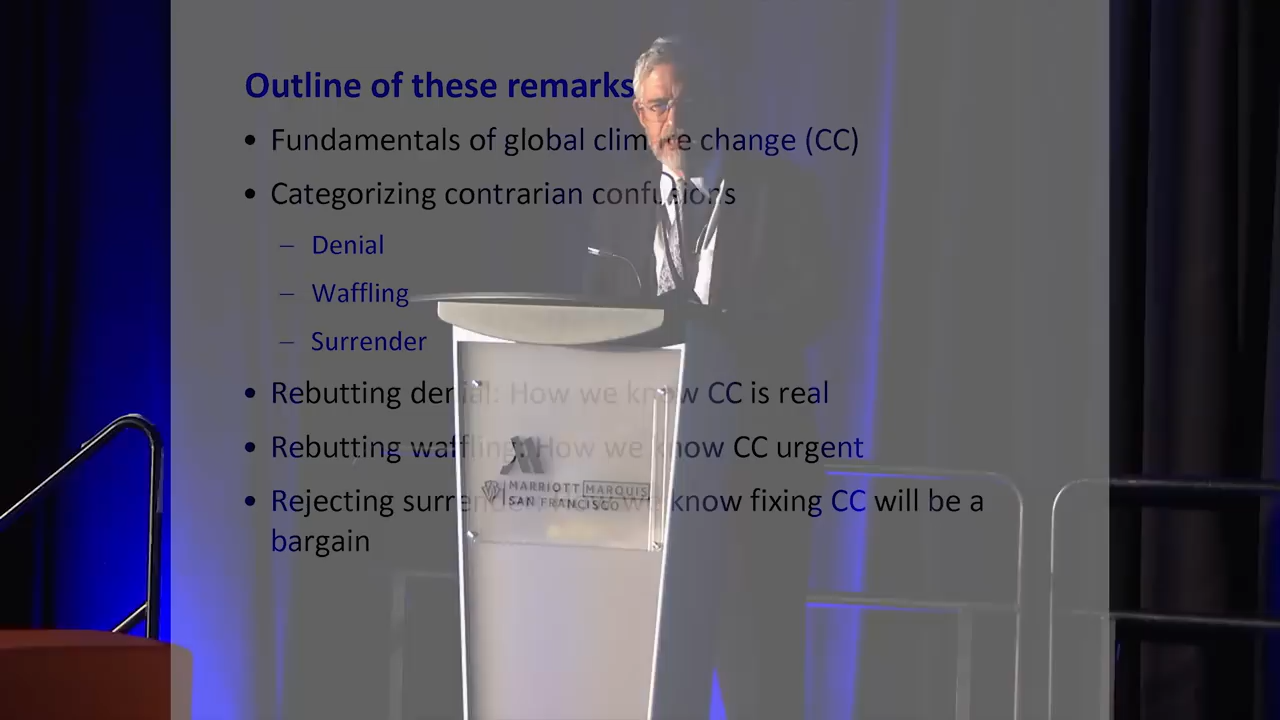 Outline of these remarks
• Fundamentals of global climate change (CC)
• Categorizing contrarian confusions
– Denial
– Waffling
– Surrender
• Rebutting denial: How we know CC is real
• Rebutting waffling: How we know CC urgent
• Rejecting surrender: we know fixing CC will be a
bargain
MARRIOTT MARQUIS
SAN FRANCISCO